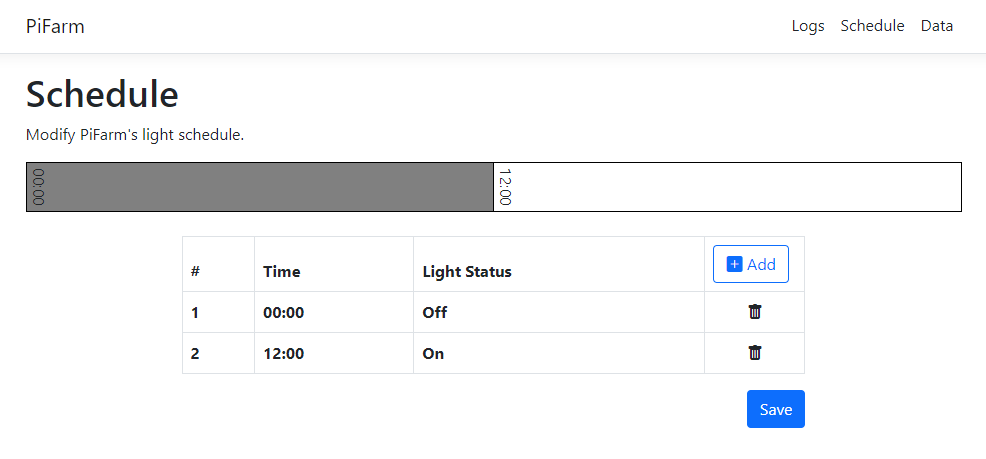 PiFarm Logs Schedule Data
Schedule
Modify PiFarm's light schedule.
00:00 12:00
# Time Light Status Add
1 00:00 Off
2 12:00 On
Save